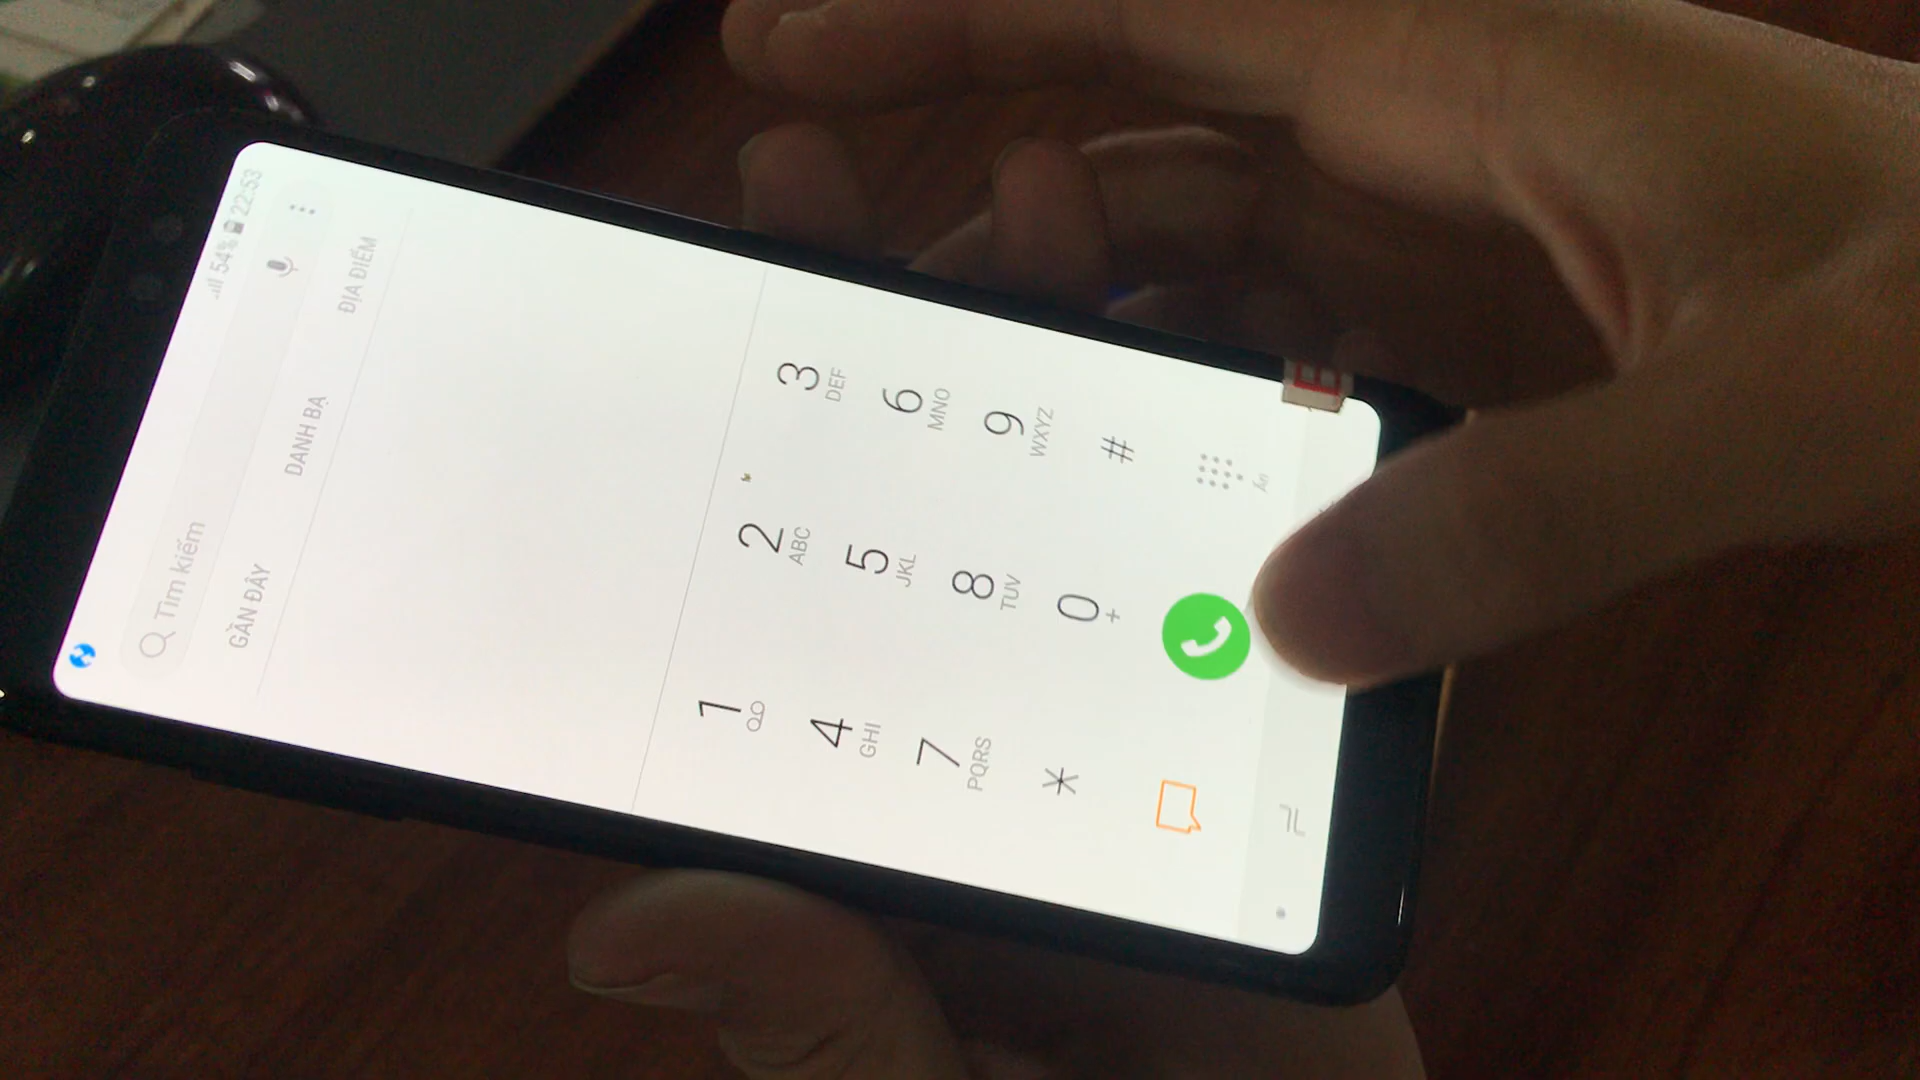 54% 22:53
Tìm kiếm
GẦN ĐÂY DANH BẠ ĐỊA ĐIỂM
1 2 ABC 3 DEF
4 GHI 5 JKL 6 MNO
7 PQRS 8 TUV 9 WXYZ
* 0 + #
Ẩn